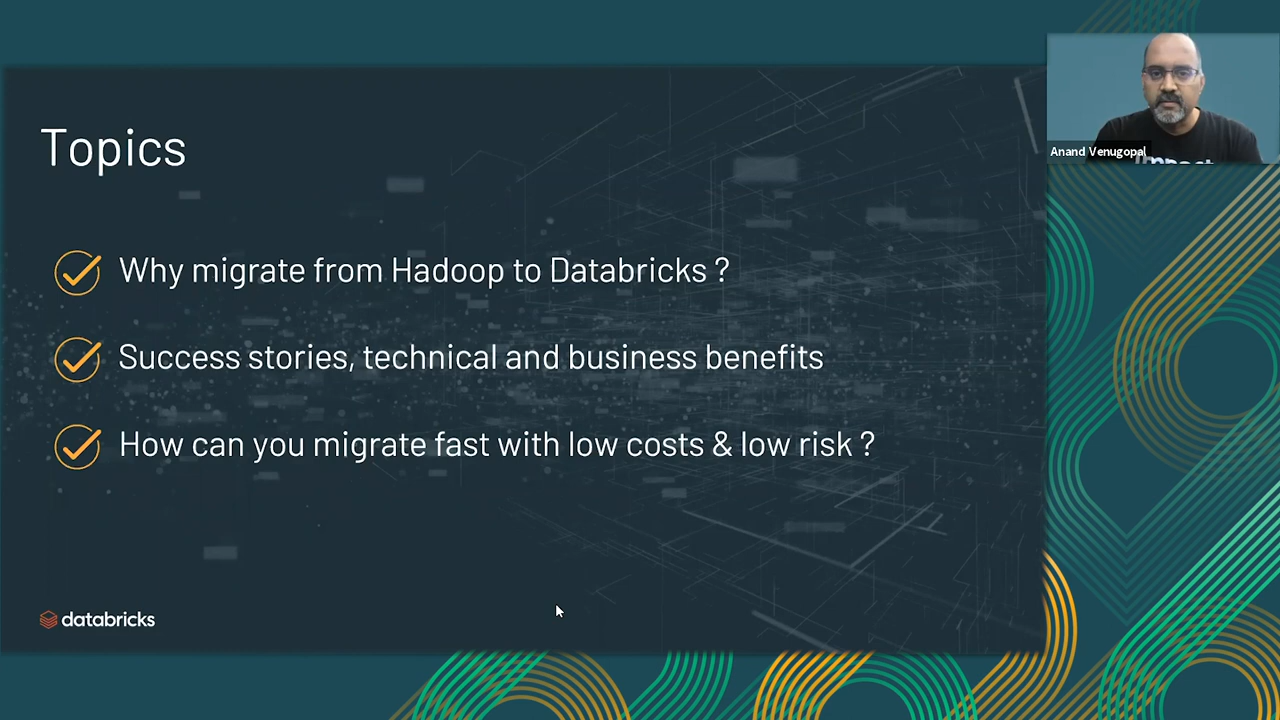 Topics
Why migrate from Hadoop to Databricks ?
Success stories, technical and business benefits
How can you migrate fast with low costs & low risk ?
databricks
Anand Venugopal